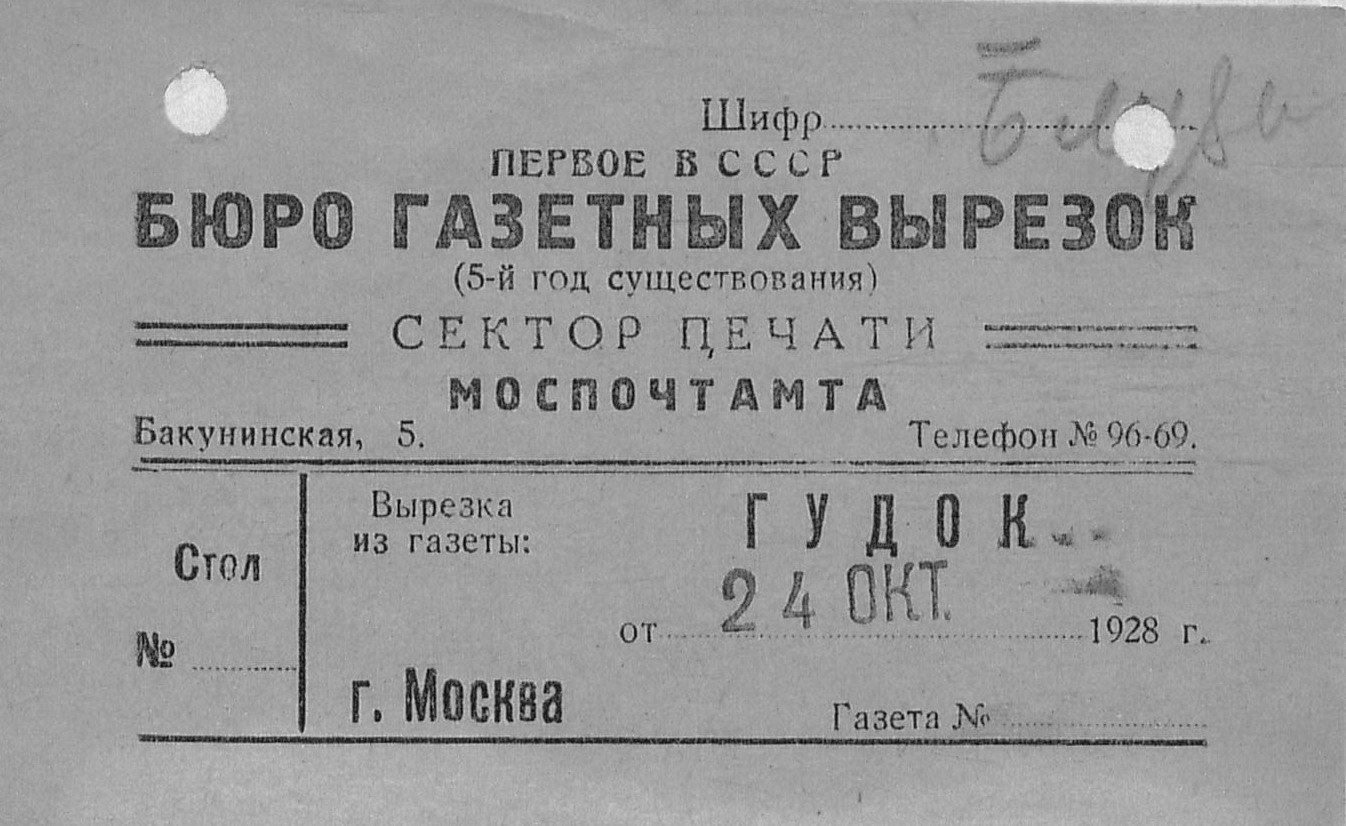 Шифр
ПЕРВОЕ В СССР
БЮРО ГАЗЕТНЫХ ВЫРЕЗОК
(5-й год существования)
СЕКТОР ПЕЧАТИ
МОСПОЧТАМТА
Бакунинская, 5. Телефон № 96-69.
Вырезка
из газеты: ГУДОК
Стол
от 24 ОКТ. 1928 г.
№
г. Москва
Газета №